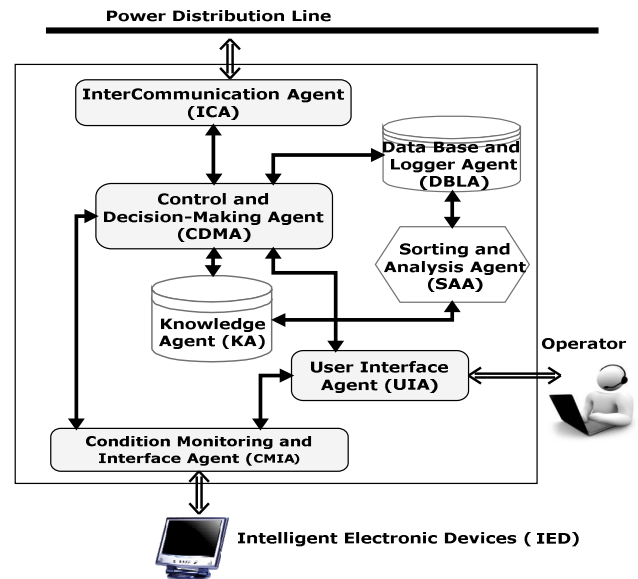 Power Distribution Line
InterCommunication Agent
(ICA)
Data Base and
Logger Agent
(DBLA)
Control and
Decision-Making Agent
(CDMA)
Sorting and
Analysis Agent
(SAA)
Knowledge
Agent (KA)
Operator
User Interface
Agent (UIA)
Condition Monitoring and
Interface Agent (CMIA)
Intelligent Electronic Devices ( IED)